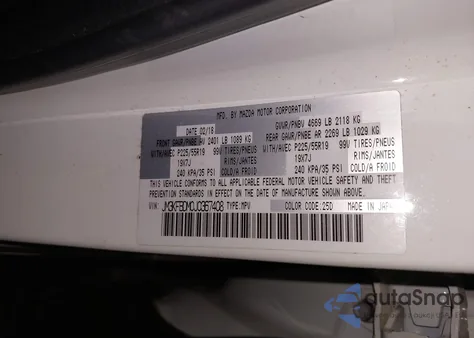 MFD. BY MAZDA MOTOR CORPORATION
DATE 02/18 GVWR/PNBV 4669 LB 2118 KG
FRONT GAWR/PNBE AV 2401 LB 1089 KG REAR GAWR/PNBE AR 2269 LB 1029 KG
WITH/AVEC P225/55R19 99V TIRES/PNEUS WITH/AVEC P225/55R19 99V TIRES/PNEUS
19X7J RIMS/JANTES 19X7J RIMS/JANTES
240 KPA/35 PSI COLD/A FROID 240 KPA/35 PSI COLD/A FROID
THIS VEHICLE CONFORMS TO ALL APPLICABLE FEDERAL MOTOR VEHICLE SAFETY AND BUMPER
STANDARDS IN EFFECT ON THE DATE OF MANUFACTURE SHOWN ABOVE.
VIN: JM3KFBDM0J0367408 TYPE: MPV COLOR CODE: 25D MADE IN
autoSnap